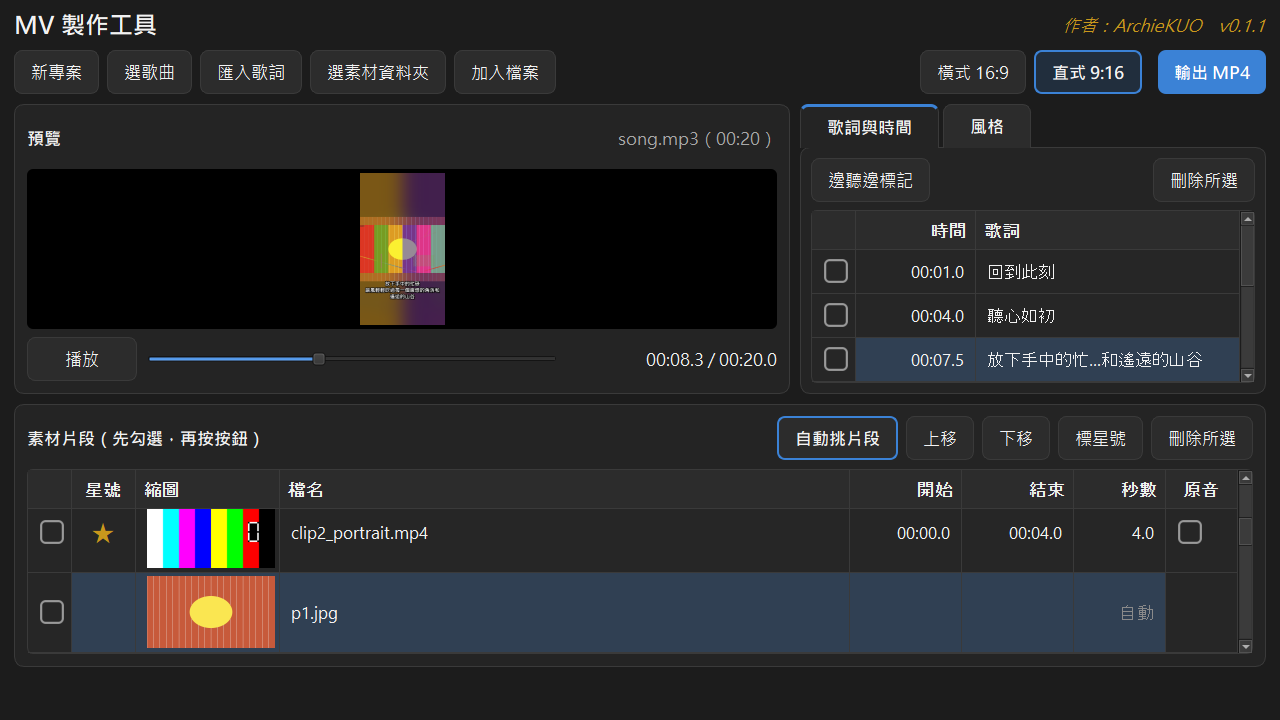 MV 製作工具
作者：ArchieKUO v0.1.1
新專案 選歌曲 匯入歌詞 選素材資料夾 加入檔案 橫式 16:9 直式 9:16 輸出 MP4
預覽 song.mp3（00:20）
歌詞與時間 風格
邊聽邊標記 刪除所選
時間 歌詞
00:01.0 回到此刻
00:04.0 聽心如初
00:07.5 放下手中的忙...和遙遠的山谷
放下手中的忙碌
播放 00:08.3 / 00:20.0
素材片段（先勾選，再按按鈕） 自動挑片段 上移 下移 標星號 刪除所選
星號 縮圖 檔名 開始 結束 秒數 原音
★ 0 clip2_portrait.mp4 00:00.0 00:04.0 4.0
p1.jpg 自動